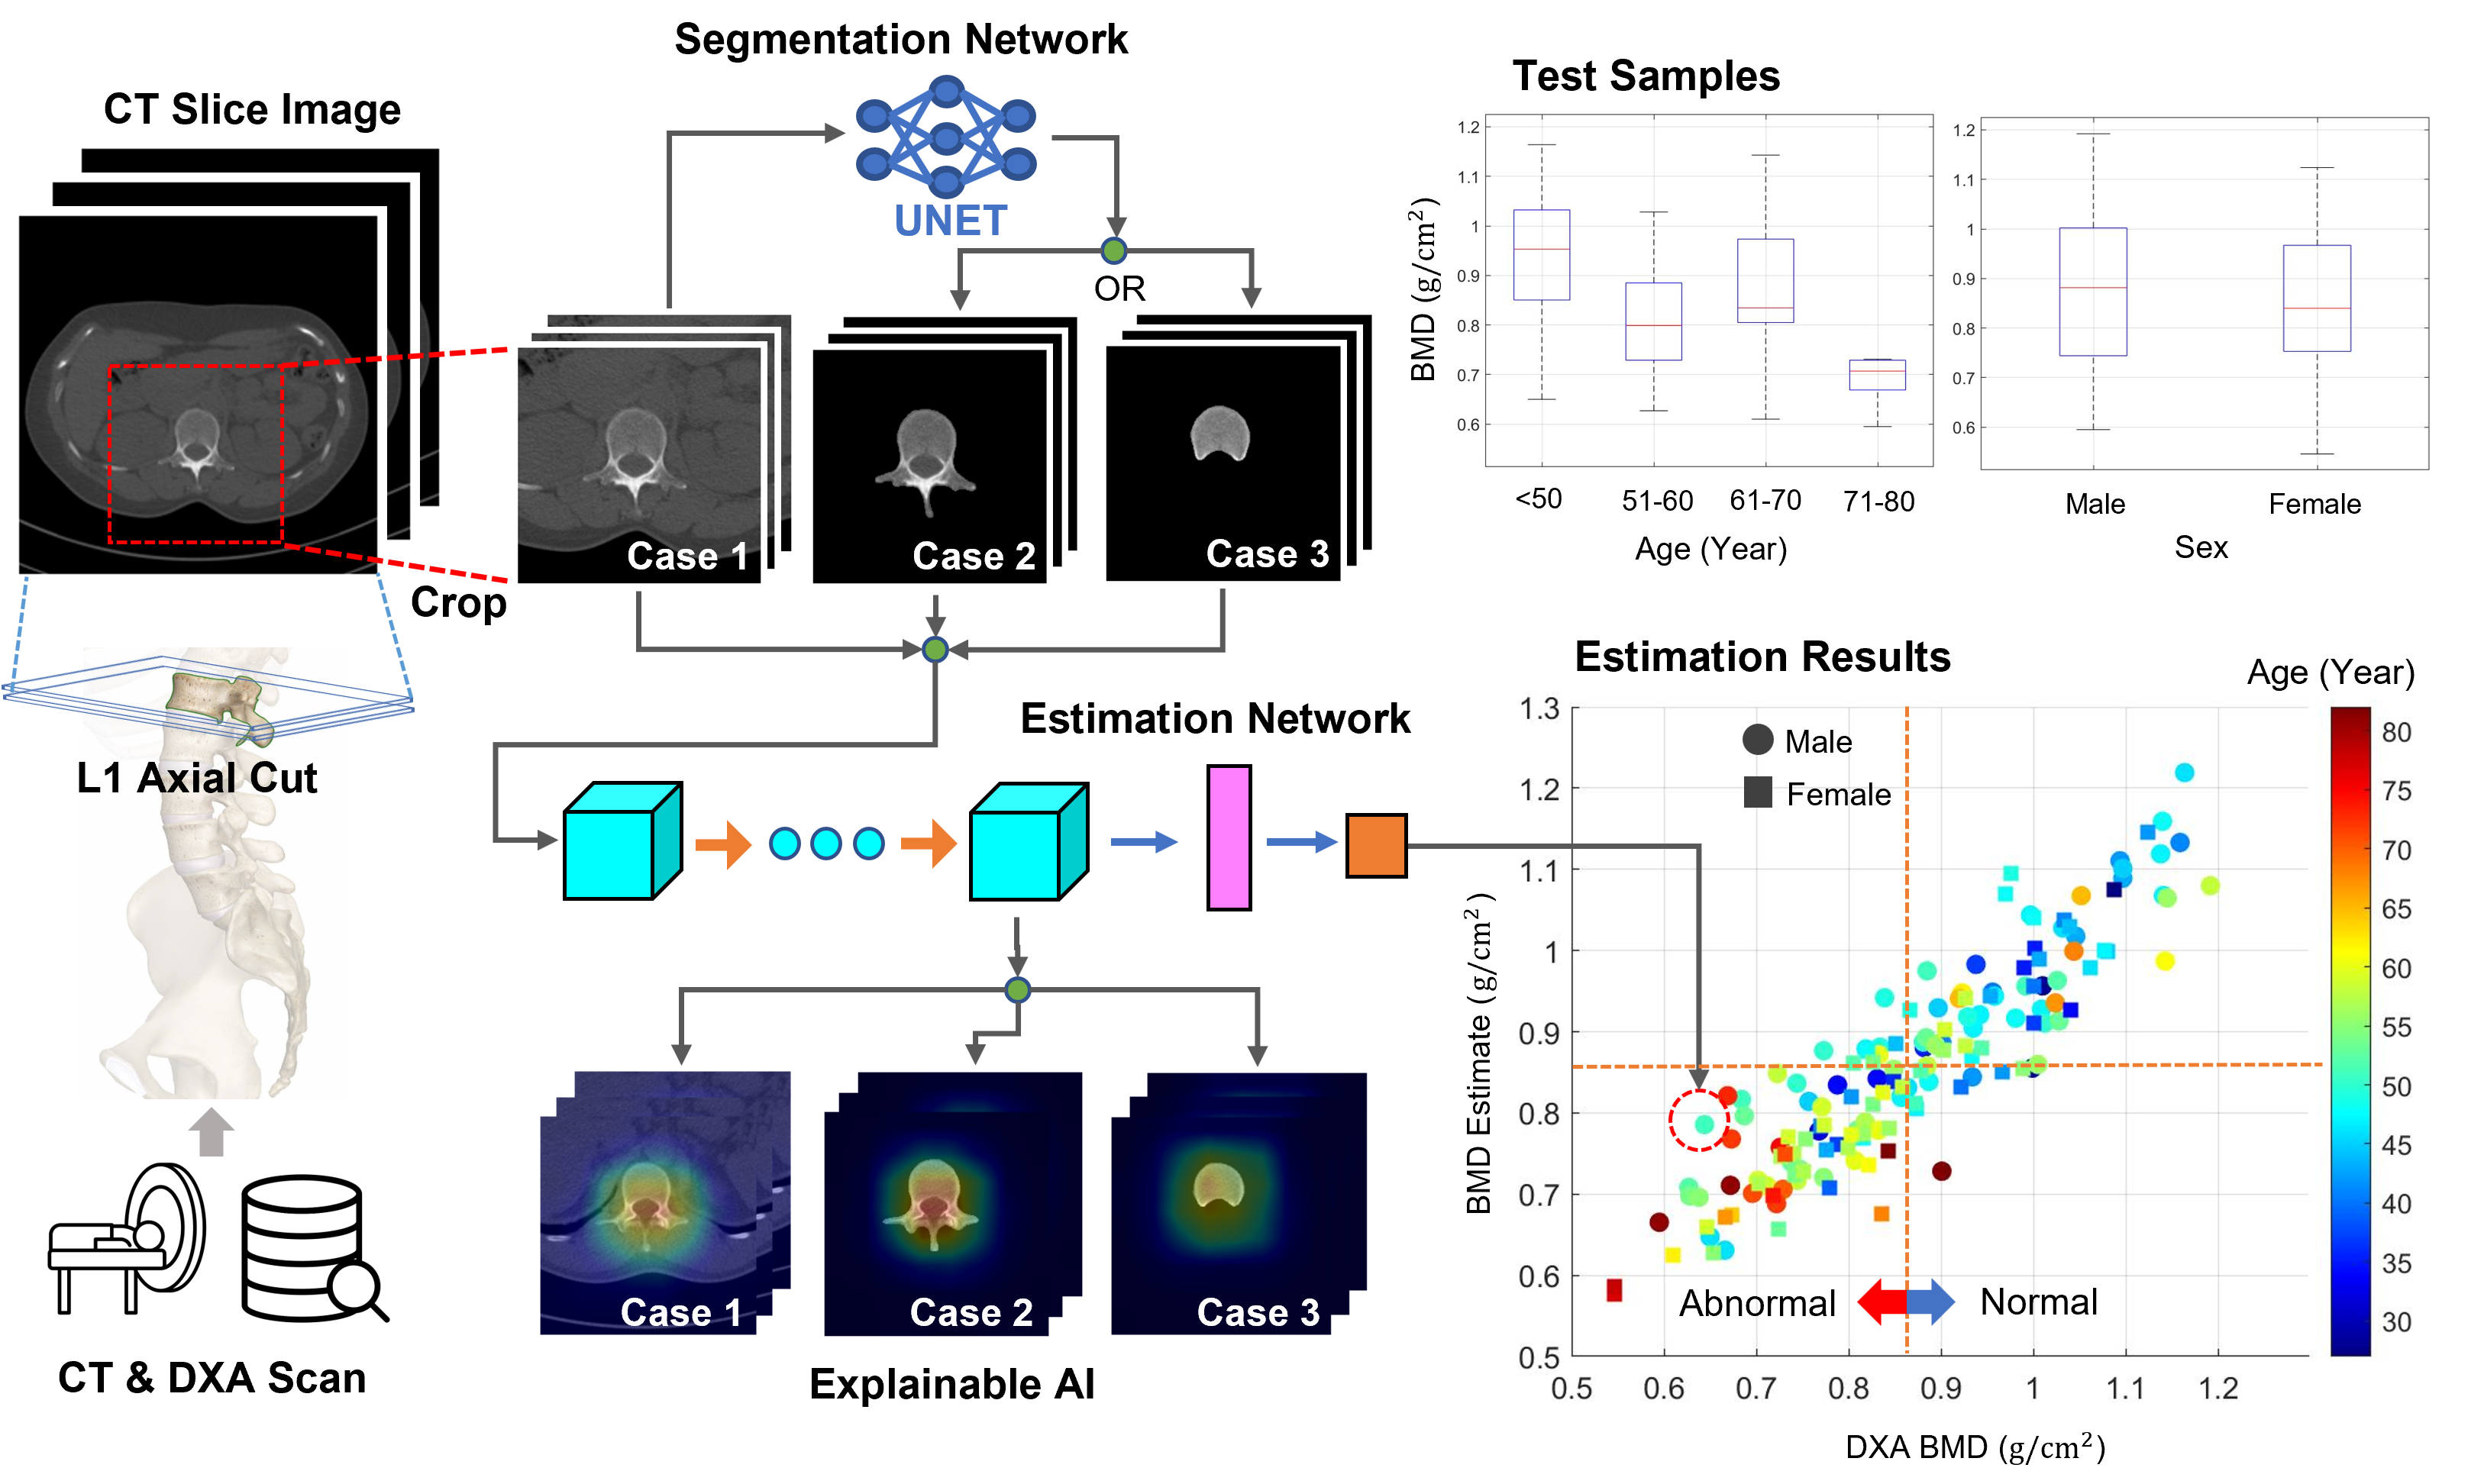 Segmentation Network
CT Slice Image
UNET
OR
Case 1
Case 2
Case 3
Crop
L1 Axial Cut
CT & DXA Scan
Estimation Network
Case 1
Case 2
Case 3
Explainable AI
Test Samples
BMD (g/cm²)
1.2
1.1
1
0.9
0.8
0.7
0.6
<50
51-60
61-70
71-80
Age (Year)
1.2
1.1
1
0.9
0.8
0.7
0.6
Male
Female
Sex
Estimation Results
Age (Year)
Male
Female
BMD Estimate (g/cm²)
1.3
1.2
1.1
1
0.9
0.8
0.7
0.6
0.5
Abnormal
Normal
0.5
0.6
0.7
0.8
0.9
1
1.1
1.2
DXA BMD (g/cm²)
80
75
70
65
60
55
50
45
40
35
30